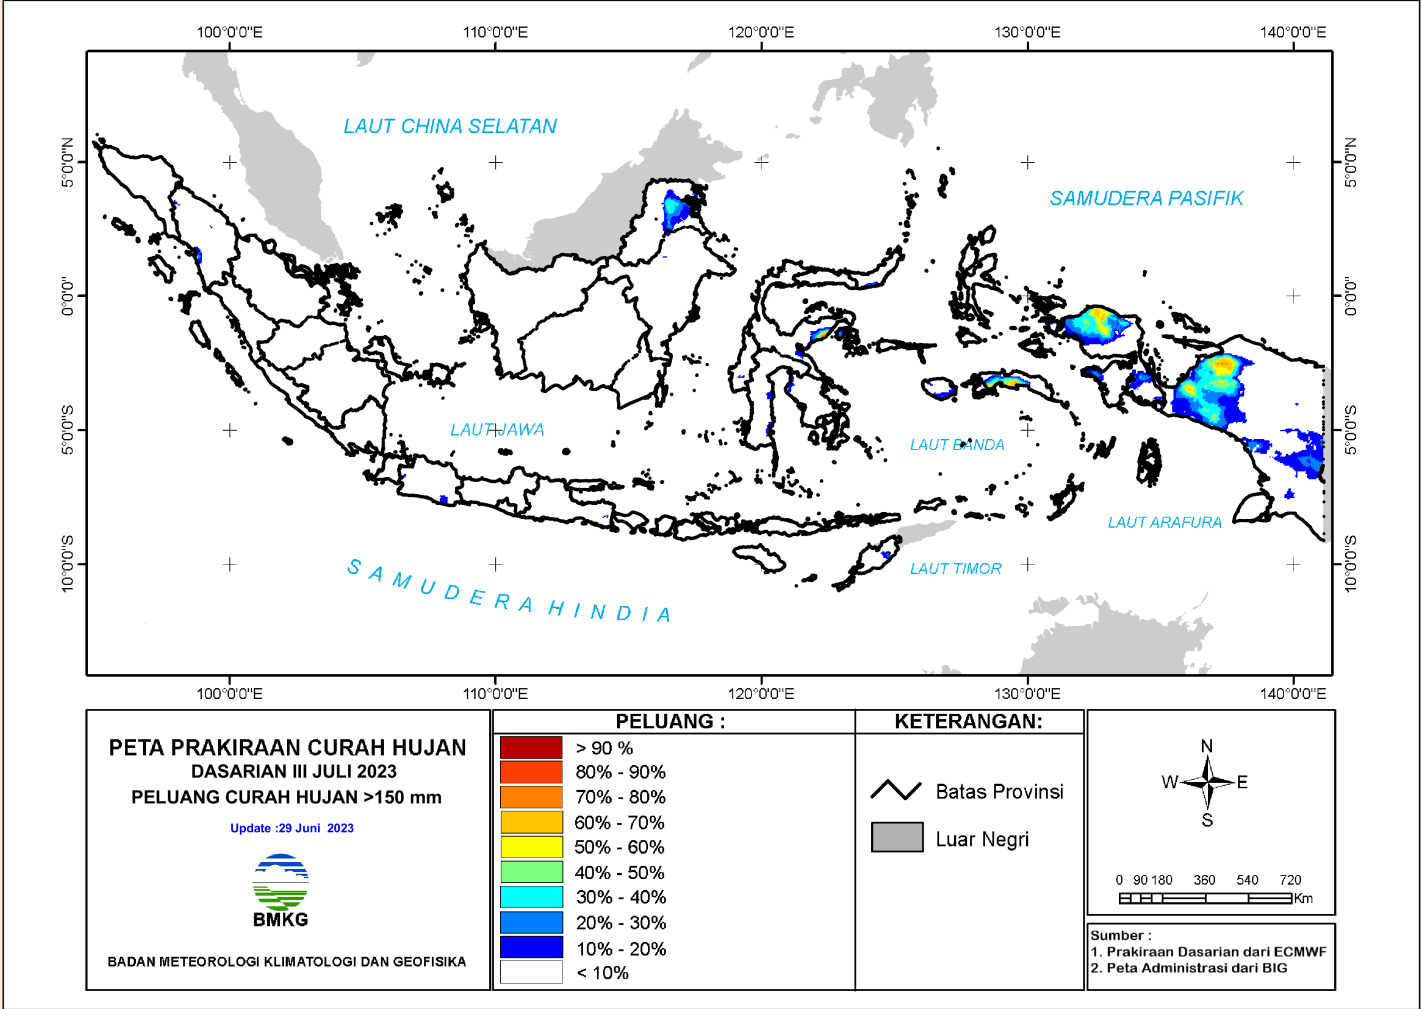 100°0'0"E 110°0'0"E 120°0'0"E 130°0'0"E 140°0'0"E
LAUT CHINA SELATAN
5°0'0"N 5°0'0"N
SAMUDERA PASIFIK
0°0'0" 0°0'0"
5°0'0"S 5°0'0"S
LAUT JAWA
LAUT BANDA
LAUT ARAFURA
10°0'0"S 10°0'0"S
LAUT TIMOR
SAMUDERA HINDIA
100°0'0"E 110°0'0"E 120°0'0"E 130°0'0"E 140°0'0"E
PETA PRAKIRAAN CURAH HUJAN
DASARIAN III JULI 2023
PELUANG CURAH HUJAN >150 mm
Update :29 Juni 2023
BMKG
BADAN METEOROLOGI KLIMATOLOGI DAN GEOFISIKA
PELUANG :
> 90 %
80% - 90%
70% - 80%
60% - 70%
50% - 60%
40% - 50%
30% - 40%
20% - 30%
10% - 20%
< 10%
KETERANGAN:
Batas Provinsi
Luar Negri
N
W E
S
0 90 180 360 540 720
Km
Sumber :
1. Prakiraan Dasarian dari ECMWF
2. Peta Administrasi dari BIG